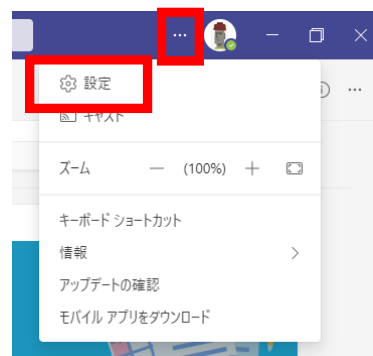 …
設定
キャスト
…
ズーム — (100%) +
キーボード ショートカット
情報 >
アップデートの確認
モバイル アプリをダウンロード